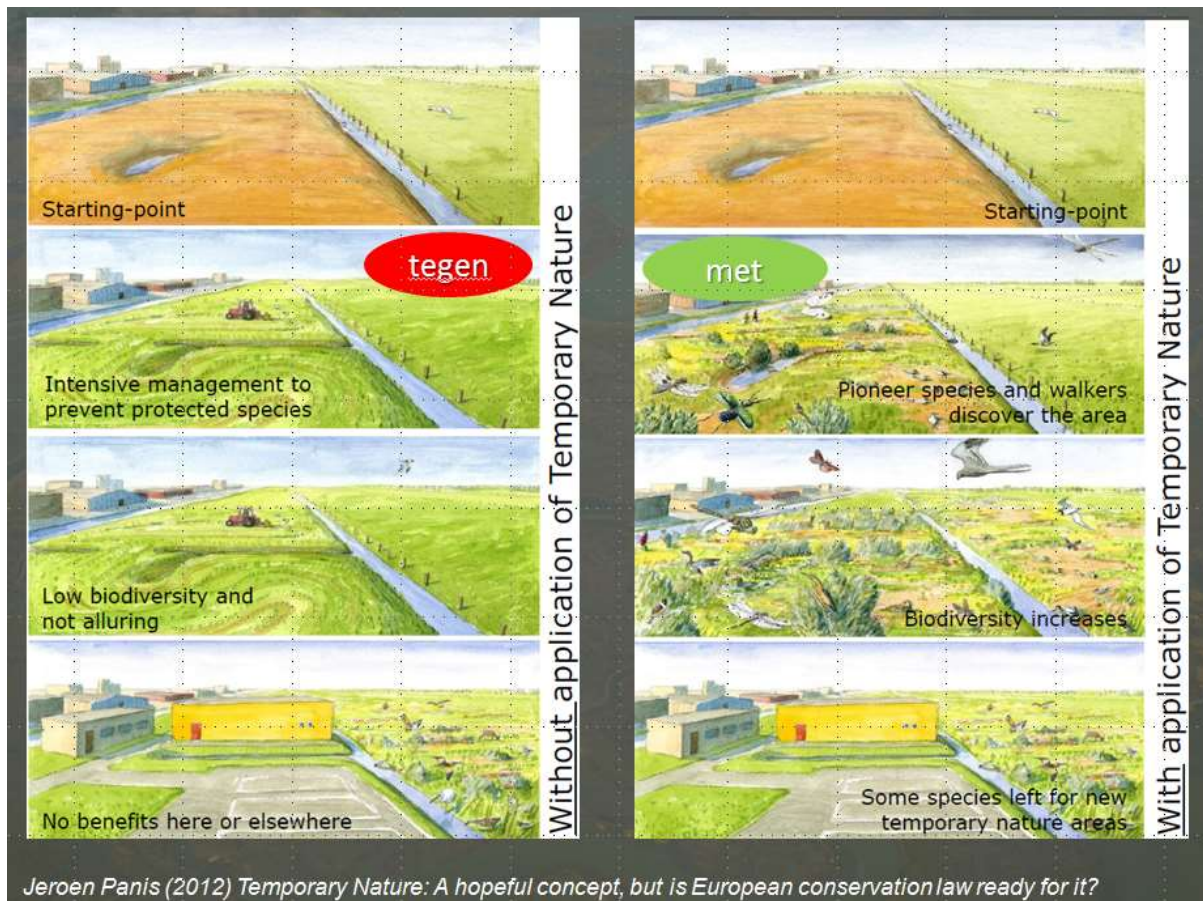 Starting-point
tegen
Intensive management to
prevent protected species
Low biodiversity and
not alluring
No benefits here or elsewhere
Without application of Temporary Nature
Starting-point
met
Pioneer species and walkers
discover the area
Biodiversity increases
Some species left for new
temporary nature areas
With application of Temporary Nature
Jeroen Panis (2012) Temporary Nature: A hopeful concept, but is European conservation law ready for it?